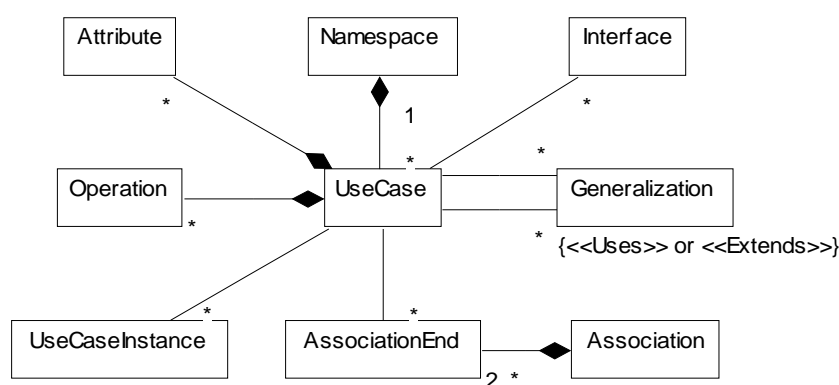 Attribute
Namespace
Interface
*
1
*
*
*
Operation
UseCase
Generalization
*
*
{<<Uses>> or <<Extends>>}
*
*
UseCaseInstance
AssociationEnd
Association
2..*